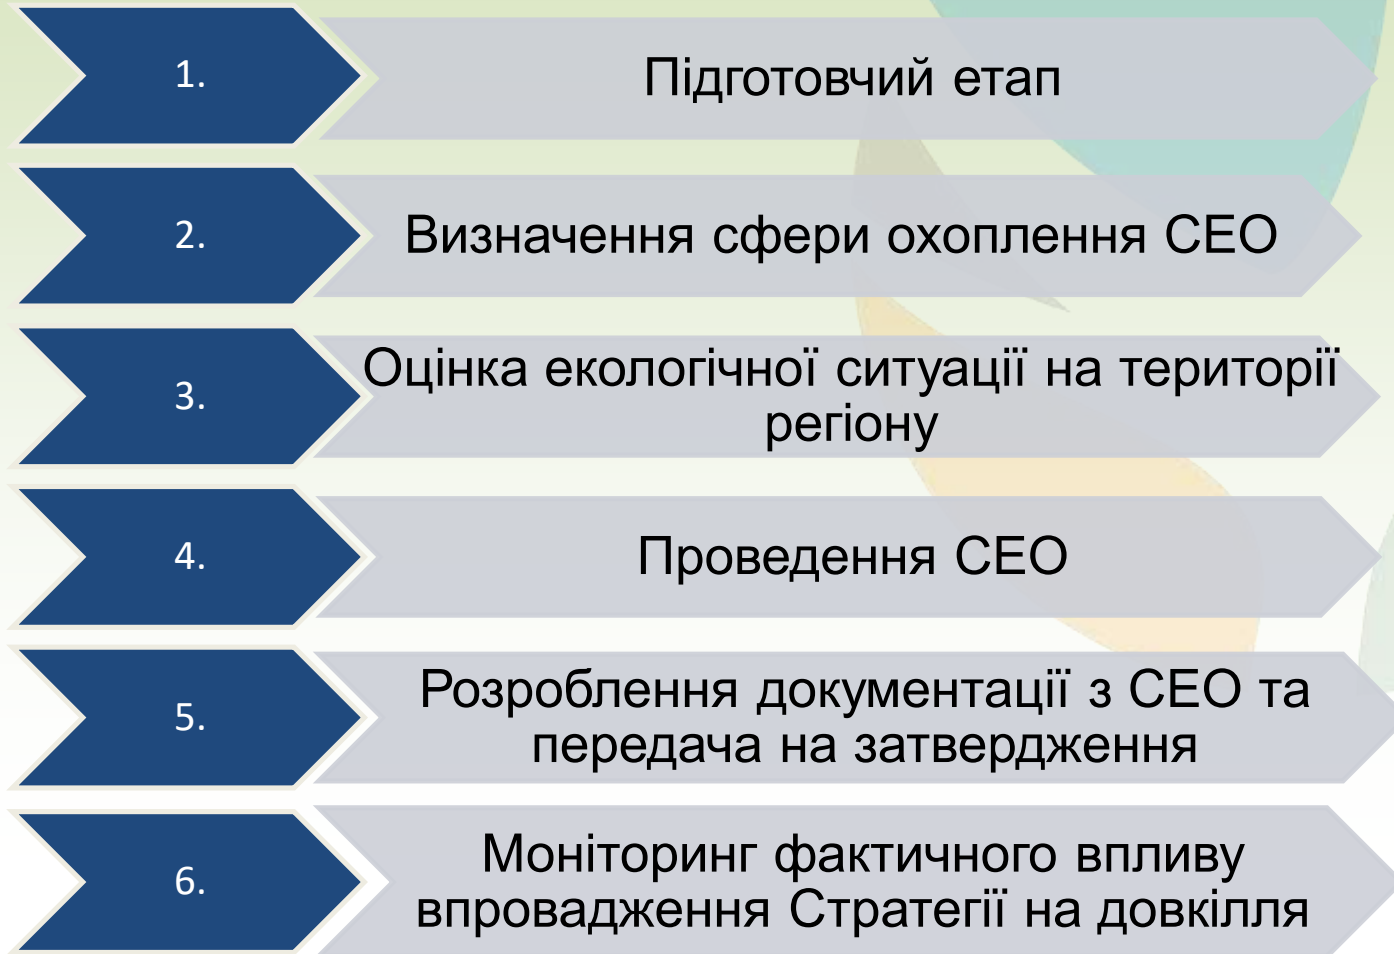 1.
Підготовчий етап
2.
Визначення сфери охоплення СЕО
3.
Оцінка екологічної ситуації на території
регіону
4.
Проведення СЕО
5.
Розроблення документації з СЕО та
передача на затвердження
6.
Моніторинг фактичного впливу
впровадження Стратегії на довкілля